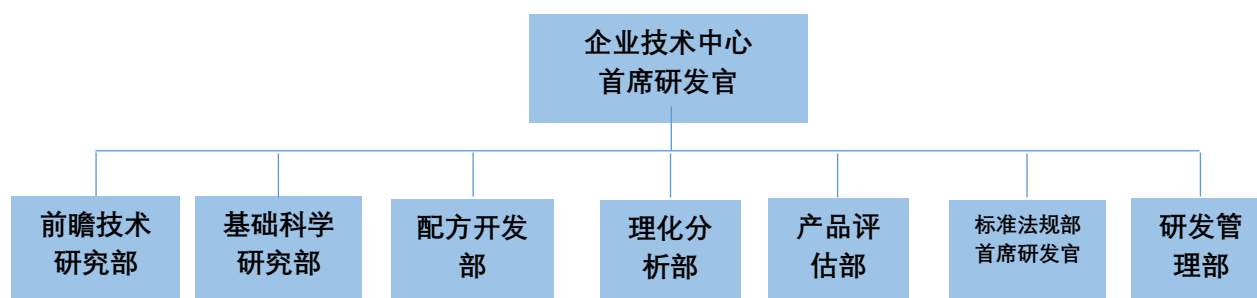 企业技术中心
首席研发官
前瞻技术
研究部
基础科学
研究部
配方开发
部
理化分
析部
产品评
估部
标准法规部
首席研发官
研发管
理部